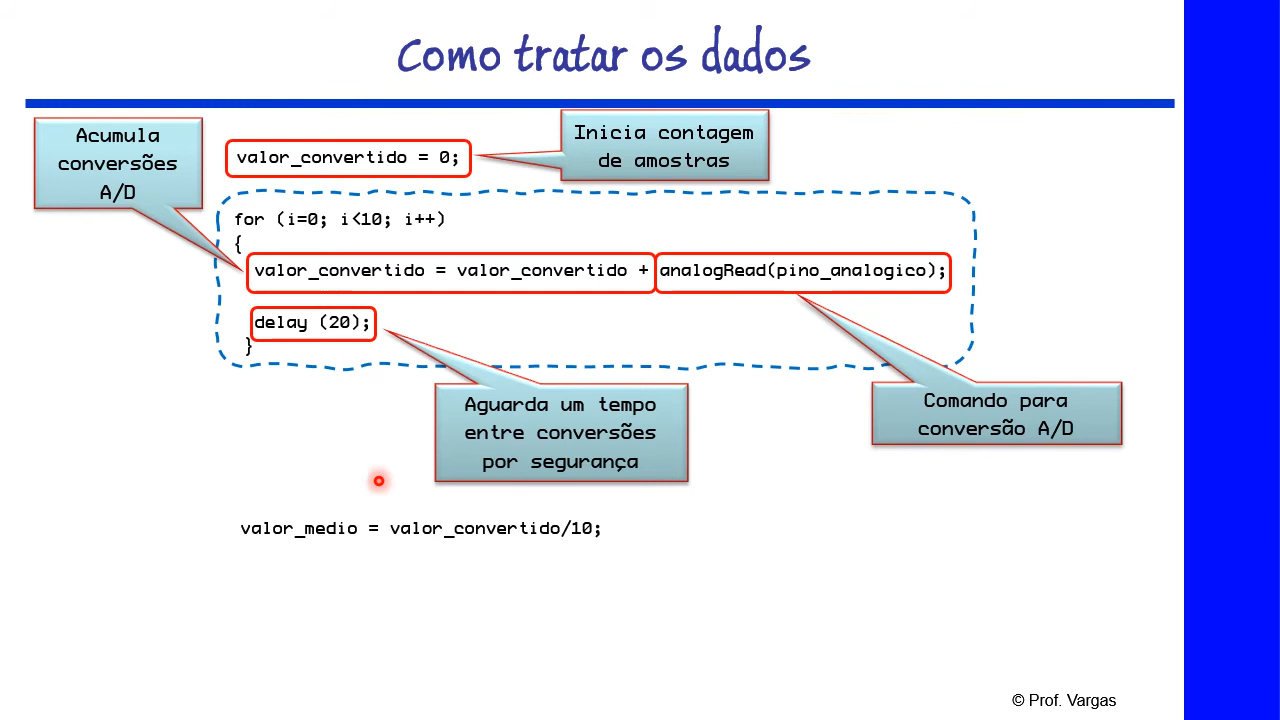 Como tratar os dados
Acumula
conversões
A/D
valor_convertido = 0;
Inicia contagem
de amostras
for (i=0; i<10; i++)
{
valor_convertido = valor_convertido + analogRead(pino_analogico);
delay (20);
}
Aguarda um tempo
entre conversões
por segurança
Comando para
conversão A/D
valor_medio = valor_convertido/10;
© Prof. Vargas